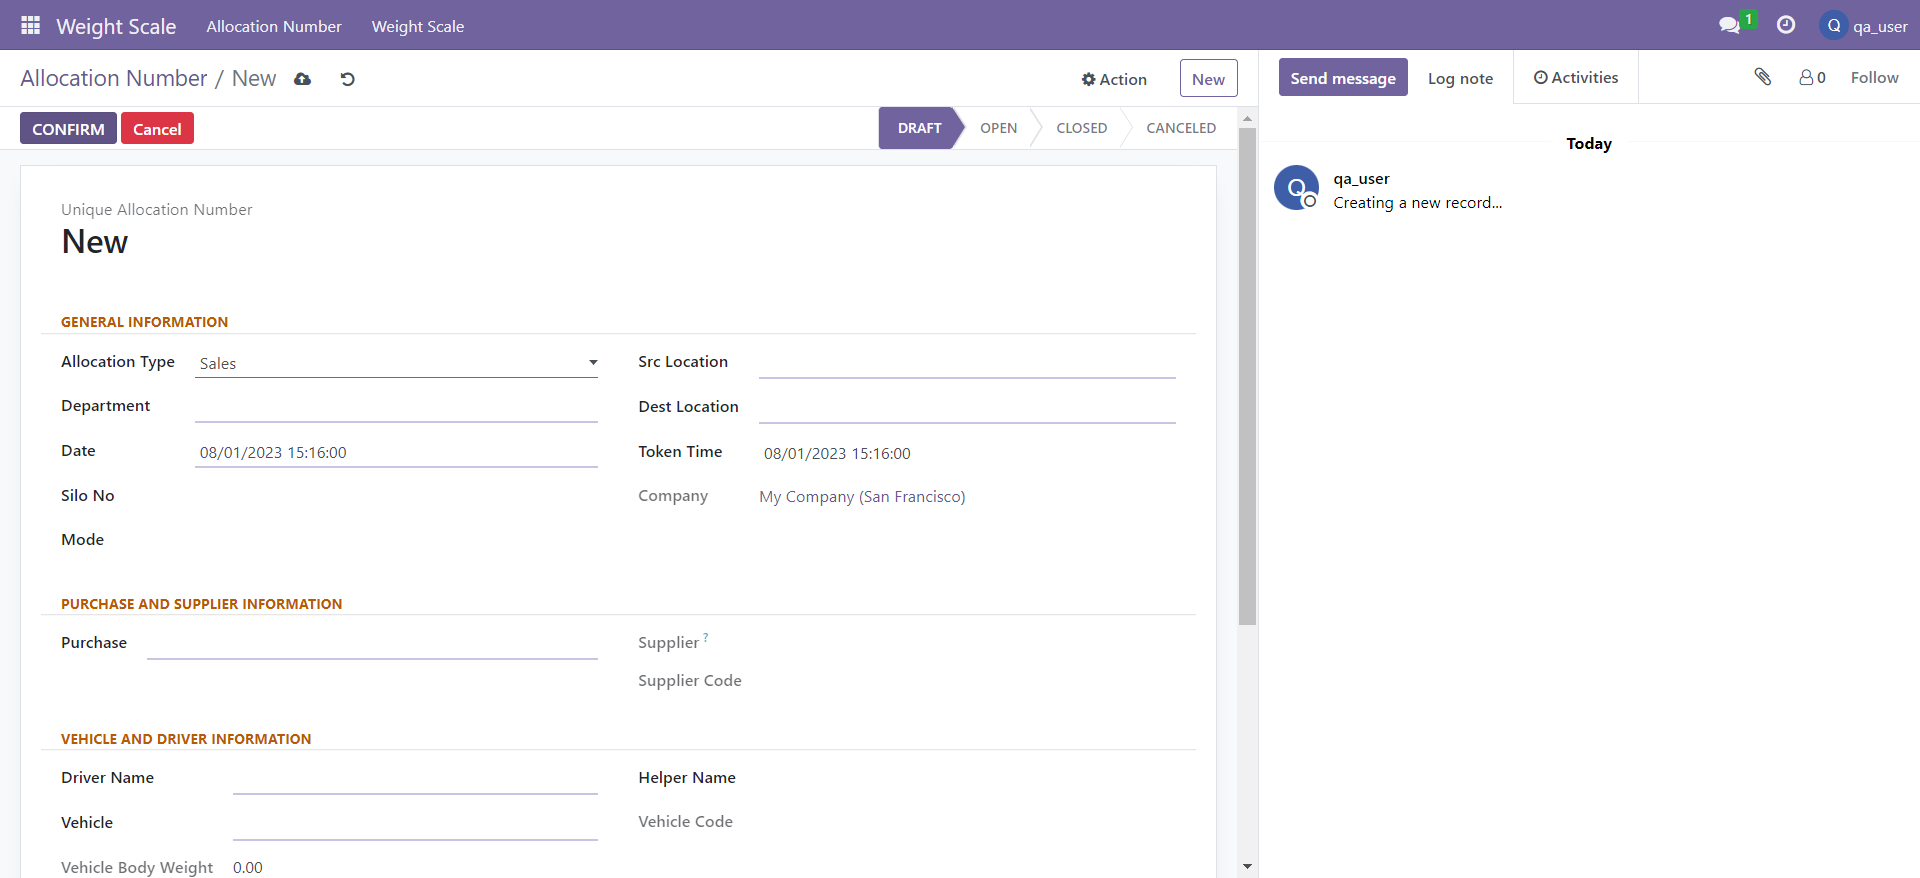 Weight Scale Allocation Number Weight Scale 1 Q qa_user
Allocation Number / New Action New Send message Log note Activities 0 Follow
CONFIRM Cancel DRAFT OPEN CLOSED CANCELED
Today
Q qa_user
Creating a new record...
Unique Allocation Number
New
GENERAL INFORMATION
Allocation Type Sales Src Location
Department Dest Location
Date 08/01/2023 15:16:00 Token Time 08/01/2023 15:16:00
Silo No Company My Company (San Francisco)
Mode
PURCHASE AND SUPPLIER INFORMATION
Purchase Supplier ?
Supplier Code
VEHICLE AND DRIVER INFORMATION
Driver Name Helper Name
Vehicle Vehicle Code
Vehicle Body Weight 0.00